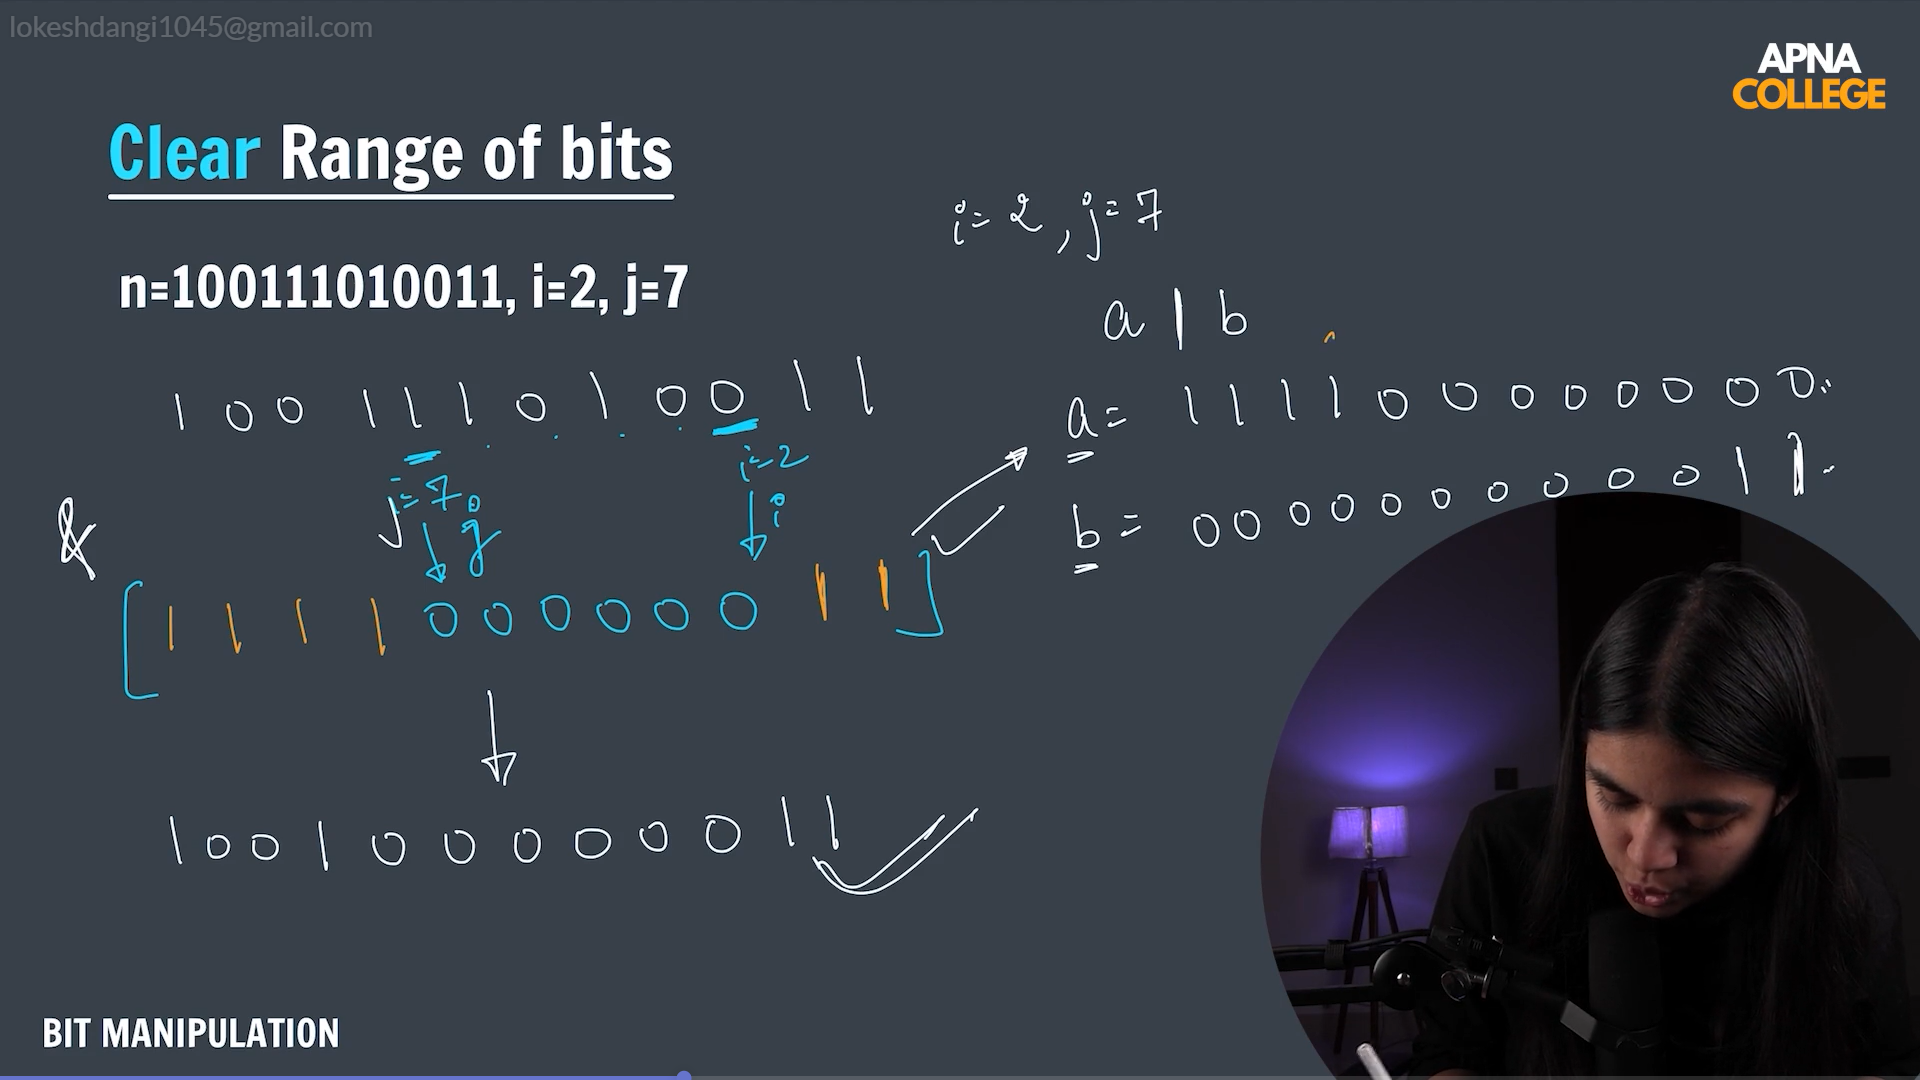 lokeshdangi1045@gmail.com
APNA
COLLEGE
Clear Range of bits
n=100111010011, i=2, j=7
i=2, j=7
a | b
1 0 0 1 1 1 0 1 0 0 1 1
a= 1 1 1 1 0 0 0 0 0 0 0 0
j=7
i=2
b= 0 0 0 0 0 0 0 0 0 0 1 1
&
j
i
[1 1 1 1 0 0 0 0 0 0 1 1]
1 0 0 1 0 0 0 0 0 0 1 1
BIT MANIPULATION